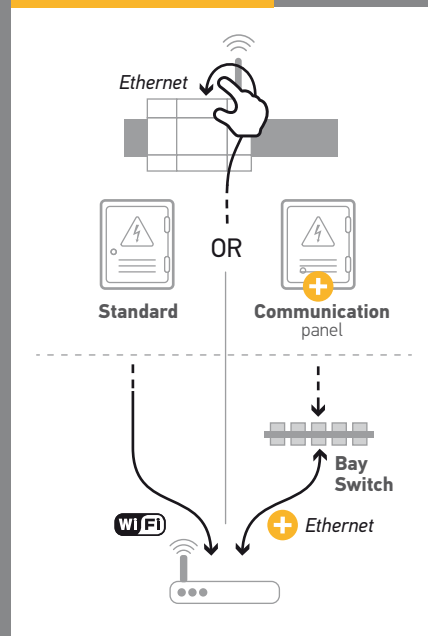 Ethernet
OR
Standard
Communication
panel
Bay
Switch
WiFi
Ethernet